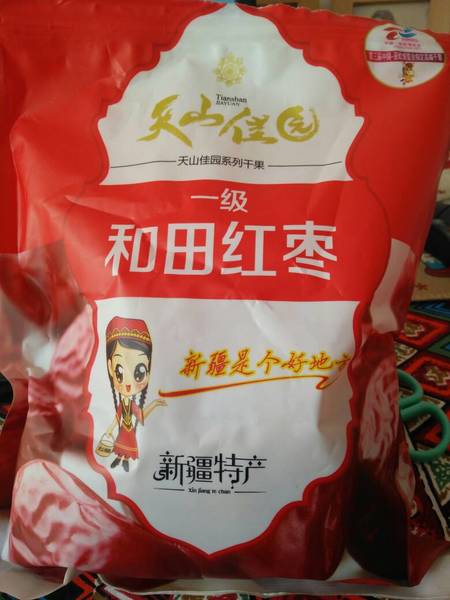 Tianshan
JIAYUAN
天山佳园
天山佳园系列干果
一级
和田红枣
新疆是个好地方
新疆特产
Xin jiang te chan